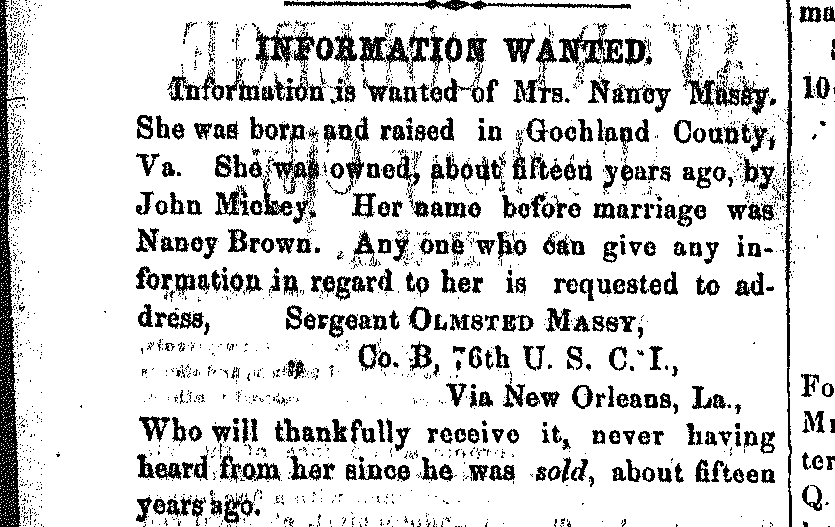 INFORMATION WANTED.
Information is wanted of Mrs. Nancy Massy.
She was born and raised in Gochland County,
Va. She was owned, about fifteen years ago, by
John Mickey. Her name before marriage was
Nancy Brown. Any one who can give any in-
formation in regard to her is requested to ad-
dress, Sergeant OLMSTED MASSY,
Co. B, 76th U. S. C. I.,
Via New Orleans, La.,
Who will thankfully receive it, never having
heard from her since he was sold, about fifteen
years ago.
ma
10
Fo
ter
Q.